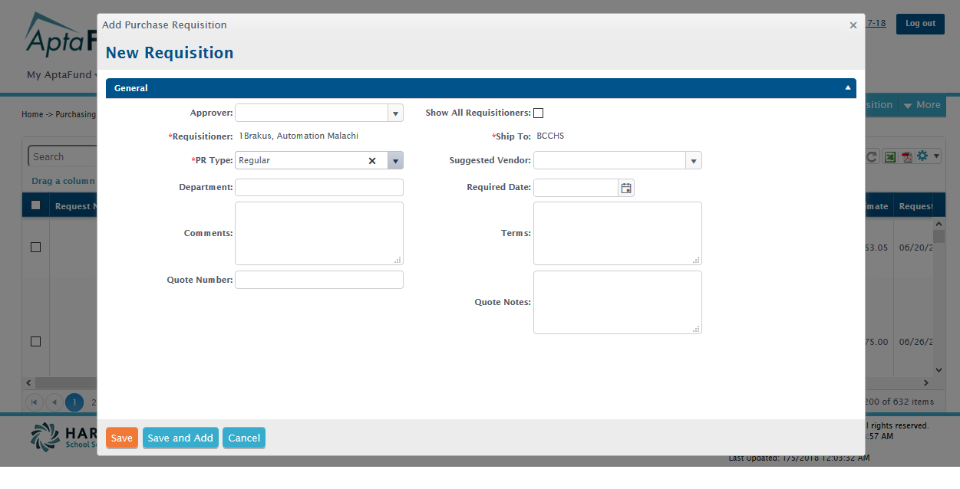 Add Purchase Requisition
×
7-18
Log out
AptaF
New Requisition
My AptaFund
General
sition
More
Home -> Purchasing
Approver:
Show All Requisitioners:
*Requisitioner: 1Brakus, Automation Malachi
*Ship To: BCCHS
Search
*PR Type: Regular
Suggested Vendor:
Drag a column
Department:
Required Date:
Request N
mate
Request
Comments:
Terms:
53.05
06/20/2
Quote Number:
Quote Notes:
75.00
06/26/2
1
2
200 of 632 items
Save
Save and Add
Cancel
HAR
School S
l rights reserved.
:57 AM
Last Updated: 1/5/2018 12:03:32 AM